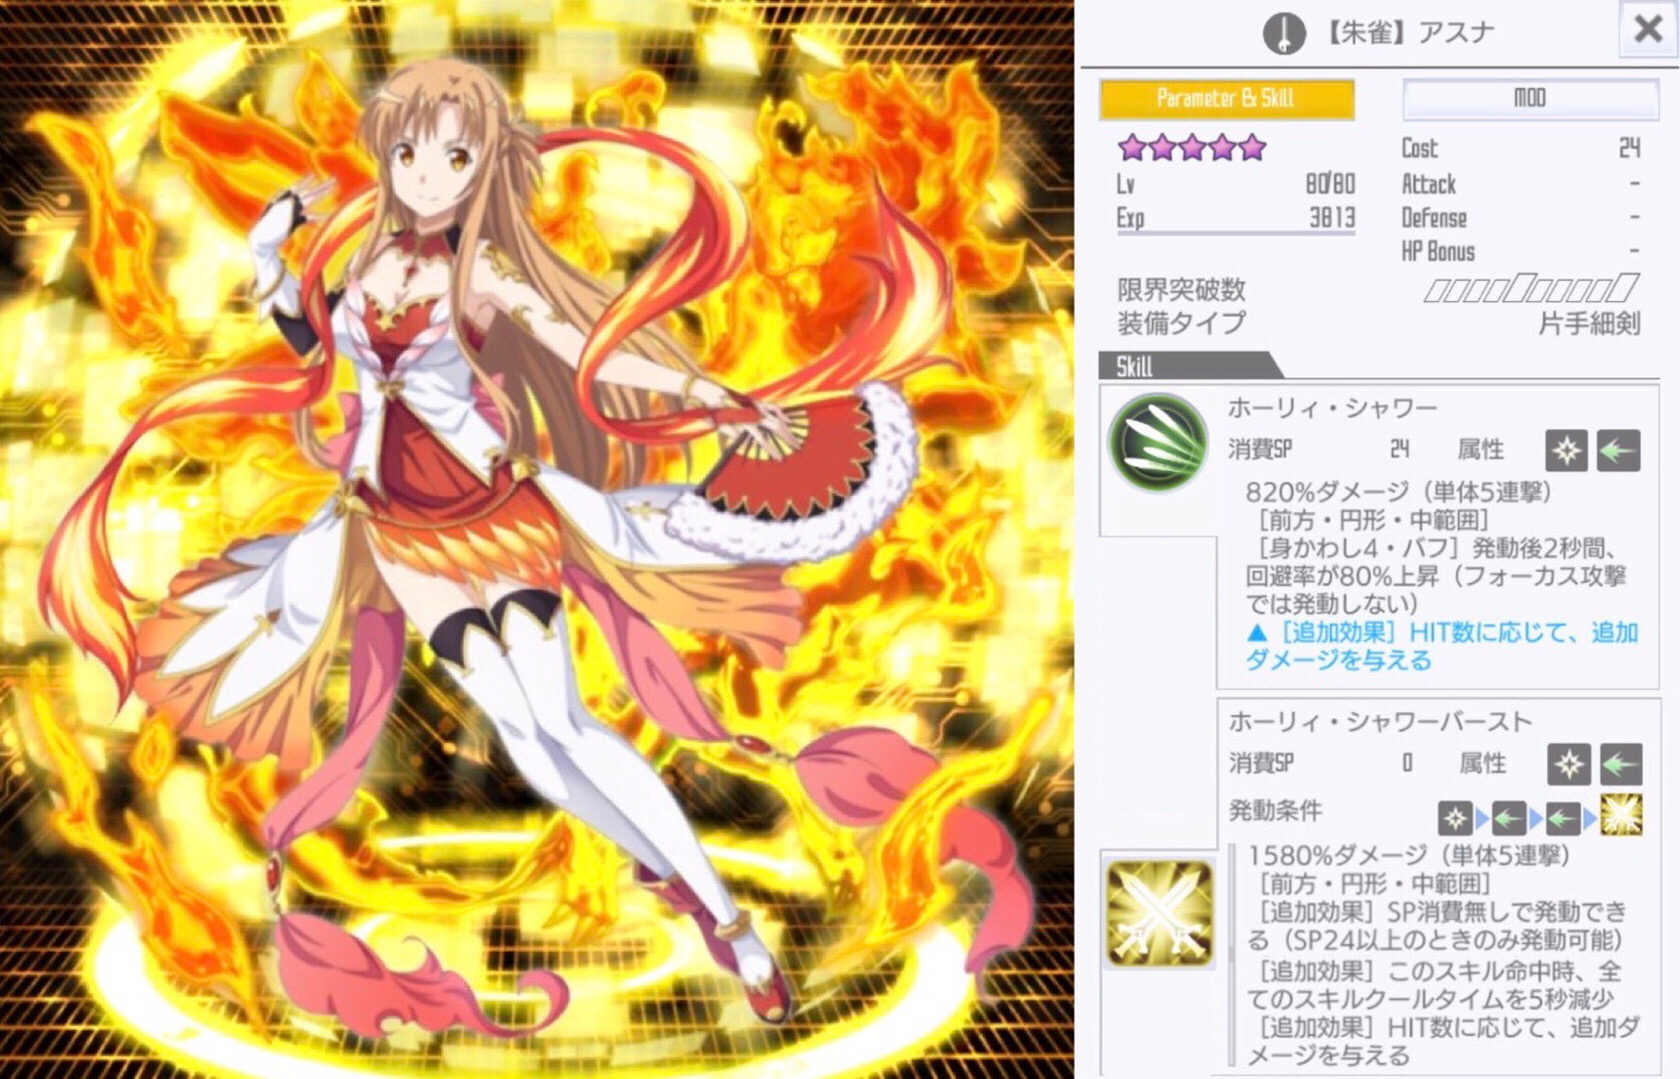 【朱雀】アスナ
Parameter & Skill
MOD
Lv 80/80
Exp 3813
Cost 24
Attack -
Defense -
HP Bonus -
限界突破数
装備タイプ 片手細剣
Skill
ホーリィ・シャワー
消費SP 24 属性
820%ダメージ（単体5連撃）
［前方・円形・中範囲］
［身かわし4・バフ］発動後2秒間、
回避率が80%上昇（フォーカス攻撃
では発動しない）
▲［追加効果］HIT数に応じて、追加
ダメージを与える
ホーリィ・シャワーバースト
消費SP 0 属性
発動条件
1580%ダメージ（単体5連撃）
［前方・円形・中範囲］
［追加効果］SP消費無しで発動でき
る（SP24以上のときのみ発動可能）
［追加効果］このスキル命中時、全
てのスキルクールタイムを5秒減少
［追加効果］HIT数に応じて、追加ダ
メージを与える